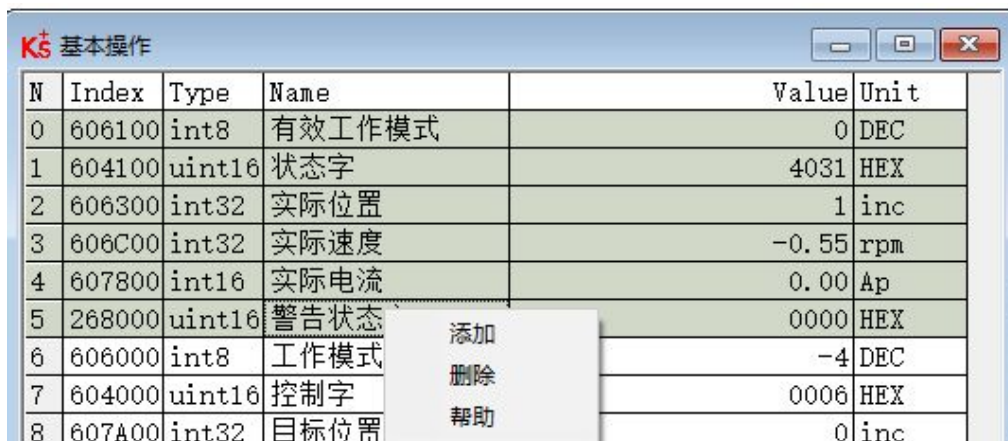 Ks+ 基本操作
N Index Type Name Value Unit
0 606100 int8 有效工作模式 0 DEC
1 604100 uint16 状态字 4031 HEX
2 606300 int32 实际位置 1 inc
3 606C00 int32 实际速度 -0.55 rpm
4 607800 int16 实际电流 0.00 Ap
5 268000 uint16 警告状态 0000 HEX
添加
6 606000 int8 工作模式 -4 DEC
删除
7 604000 uint16 控制字 0006 HEX
帮助
8 607A00 int32 目标位置 0 inc